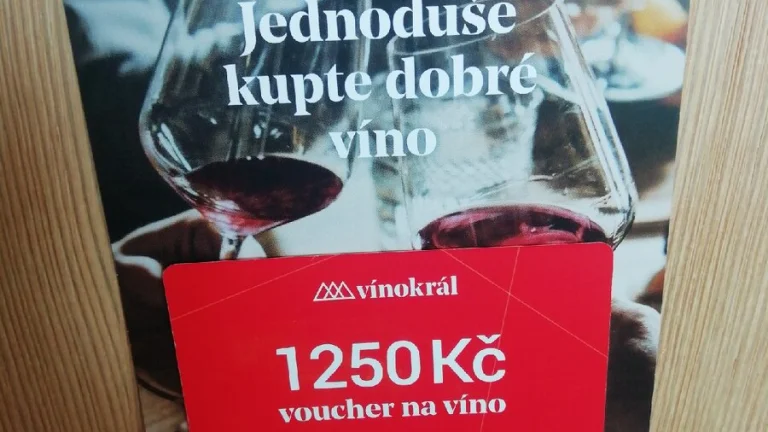 Jednoduše
kupte dobré
víno
vínokrál
1250 Kč
voucher na víno